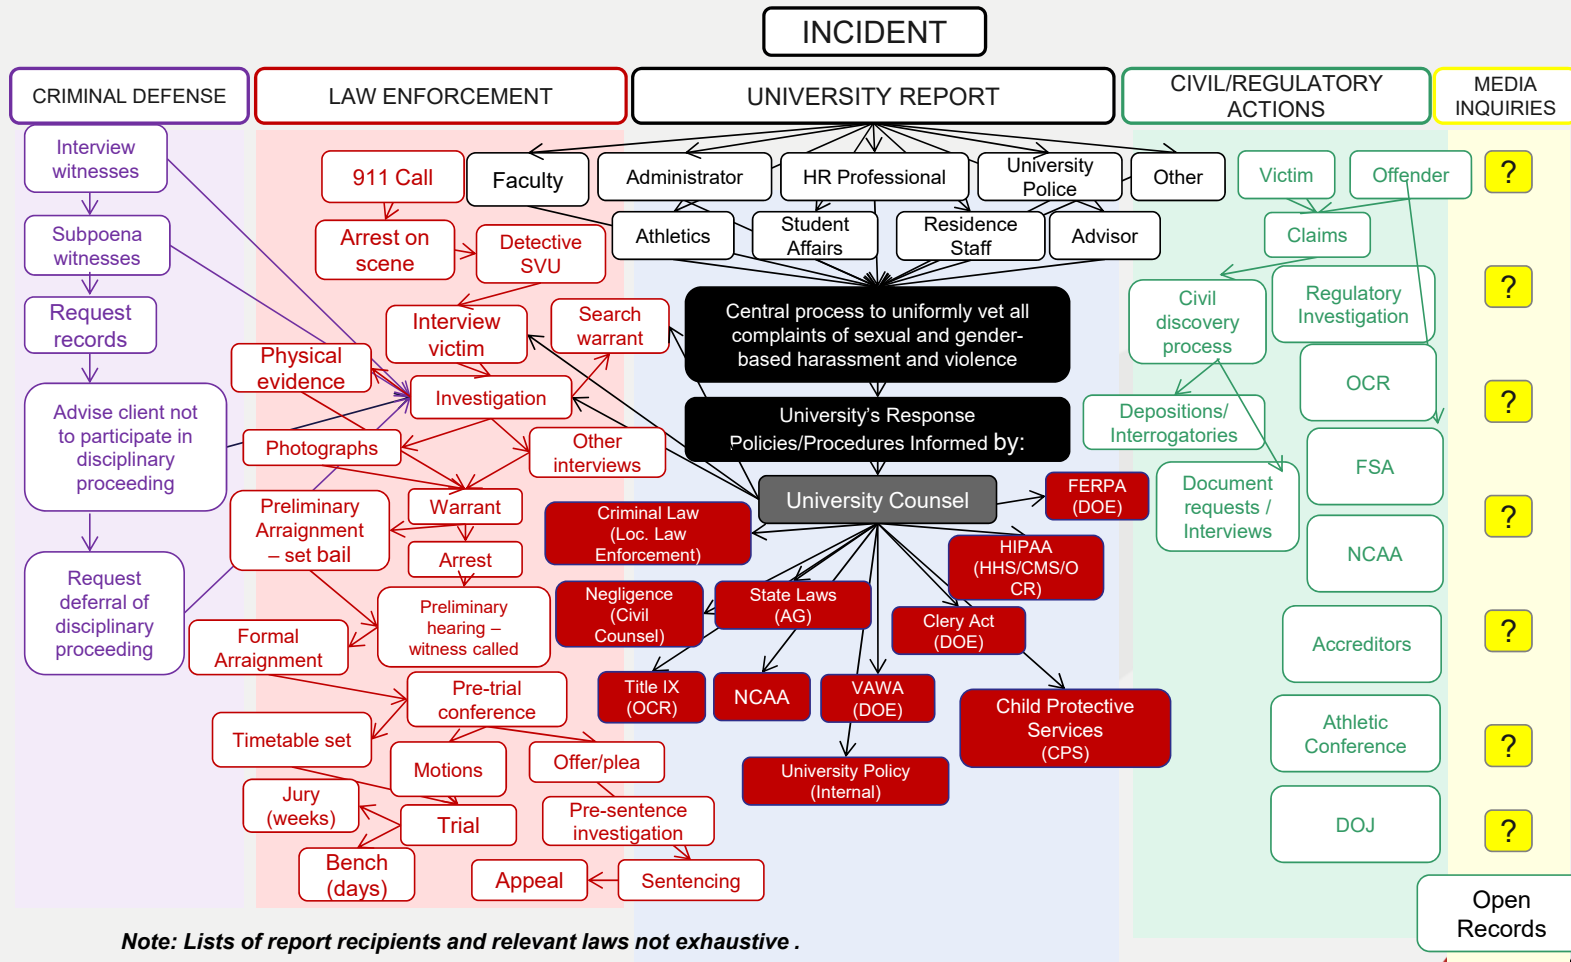 INCIDENT
CRIMINAL DEFENSE
LAW ENFORCEMENT
UNIVERSITY REPORT
CIVIL/REGULATORY
ACTIONS
MEDIA
INQUIRIES
Interview
witnesses
Subpoena
witnesses
Request
records
Advise client not
to participate in
disciplinary
proceeding
Request
deferral of
disciplinary
proceeding
911 Call
Arrest on
scene
Detective
SVU
Interview
victim
Search
warrant
Physical
evidence
Investigation
Photographs
Other
interviews
Warrant
Preliminary
Arraignment
– set bail
Arrest
Preliminary
hearing –
witness called
Formal
Arraignment
Pre-trial
conference
Timetable set
Motions
Offer/plea
Jury
(weeks)
Trial
Pre-sentence
investigation
Bench
(days)
Appeal
Sentencing
Faculty
Administrator
HR Professional
University
Police
Other
Athletics
Student
Affairs
Residence
Staff
Advisor
Central process to uniformly vet all
complaints of sexual and gender-
based harassment and violence
University’s Response
Policies/Procedures Informed by:
University Counsel
FERPA
(DOE)
Criminal Law
(Loc. Law
Enforcement)
HIPAA
(HHS/CMS/O
CR)
Negligence
(Civil
Counsel)
State Laws
(AG)
Clery Act
(DOE)
Title IX
(OCR)
NCAA
VAWA
(DOE)
Child Protective
Services
(CPS)
University Policy
(Internal)
Victim
Offender
Claims
Civil
discovery
process
Regulatory
Investigation
OCR
Depositions/
Interrogatories
FSA
Document
requests /
Interviews
NCAA
Accreditors
Athletic
Conference
DOJ
?
?
?
?
?
?
?
Open
Records
Note: Lists of report recipients and relevant laws not exhaustive .